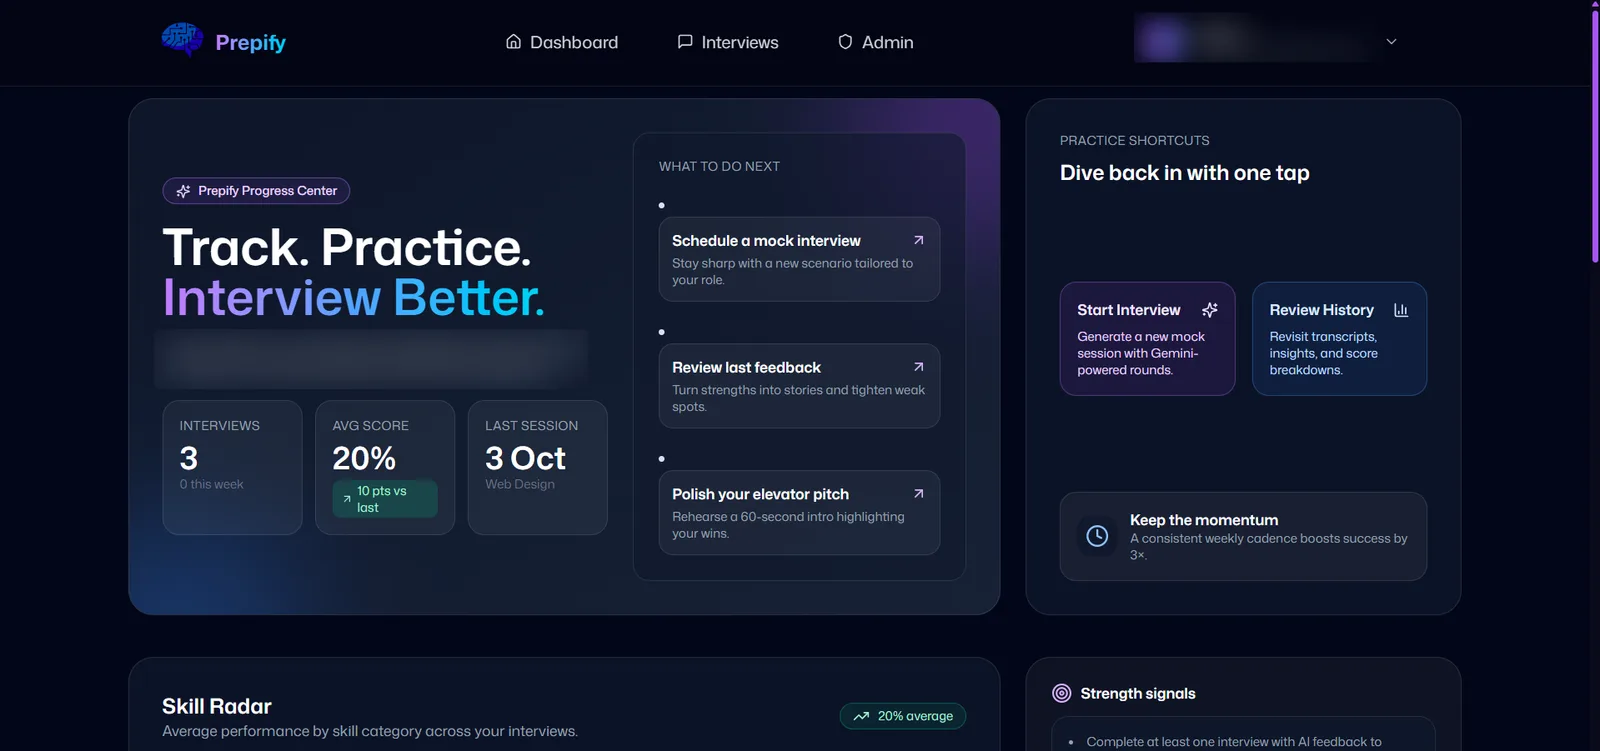 Prepify
Dashboard
Interviews
Admin
Prepify Progress Center
Track. Practice.
Interview Better.
INTERVIEWS
3
0 this week
AVG SCORE
20%
10 pts vs
last
LAST SESSION
3 Oct
Web Design
WHAT TO DO NEXT
Schedule a mock interview
Stay sharp with a new scenario tailored to
your role.
Review last feedback
Turn strengths into stories and tighten weak
spots.
Polish your elevator pitch
Rehearse a 60-second intro highlighting
your wins.
PRACTICE SHORTCUTS
Dive back in with one tap
Start Interview
Generate a new mock
session with Gemini-
powered rounds.
Review History
Revisit transcripts,
insights, and score
breakdowns.
Keep the momentum
A consistent weekly cadence boosts success by
3×.
Skill Radar
Average performance by skill category across your interviews.
20% average
Strength signals
Complete at least one interview with AI feedback to